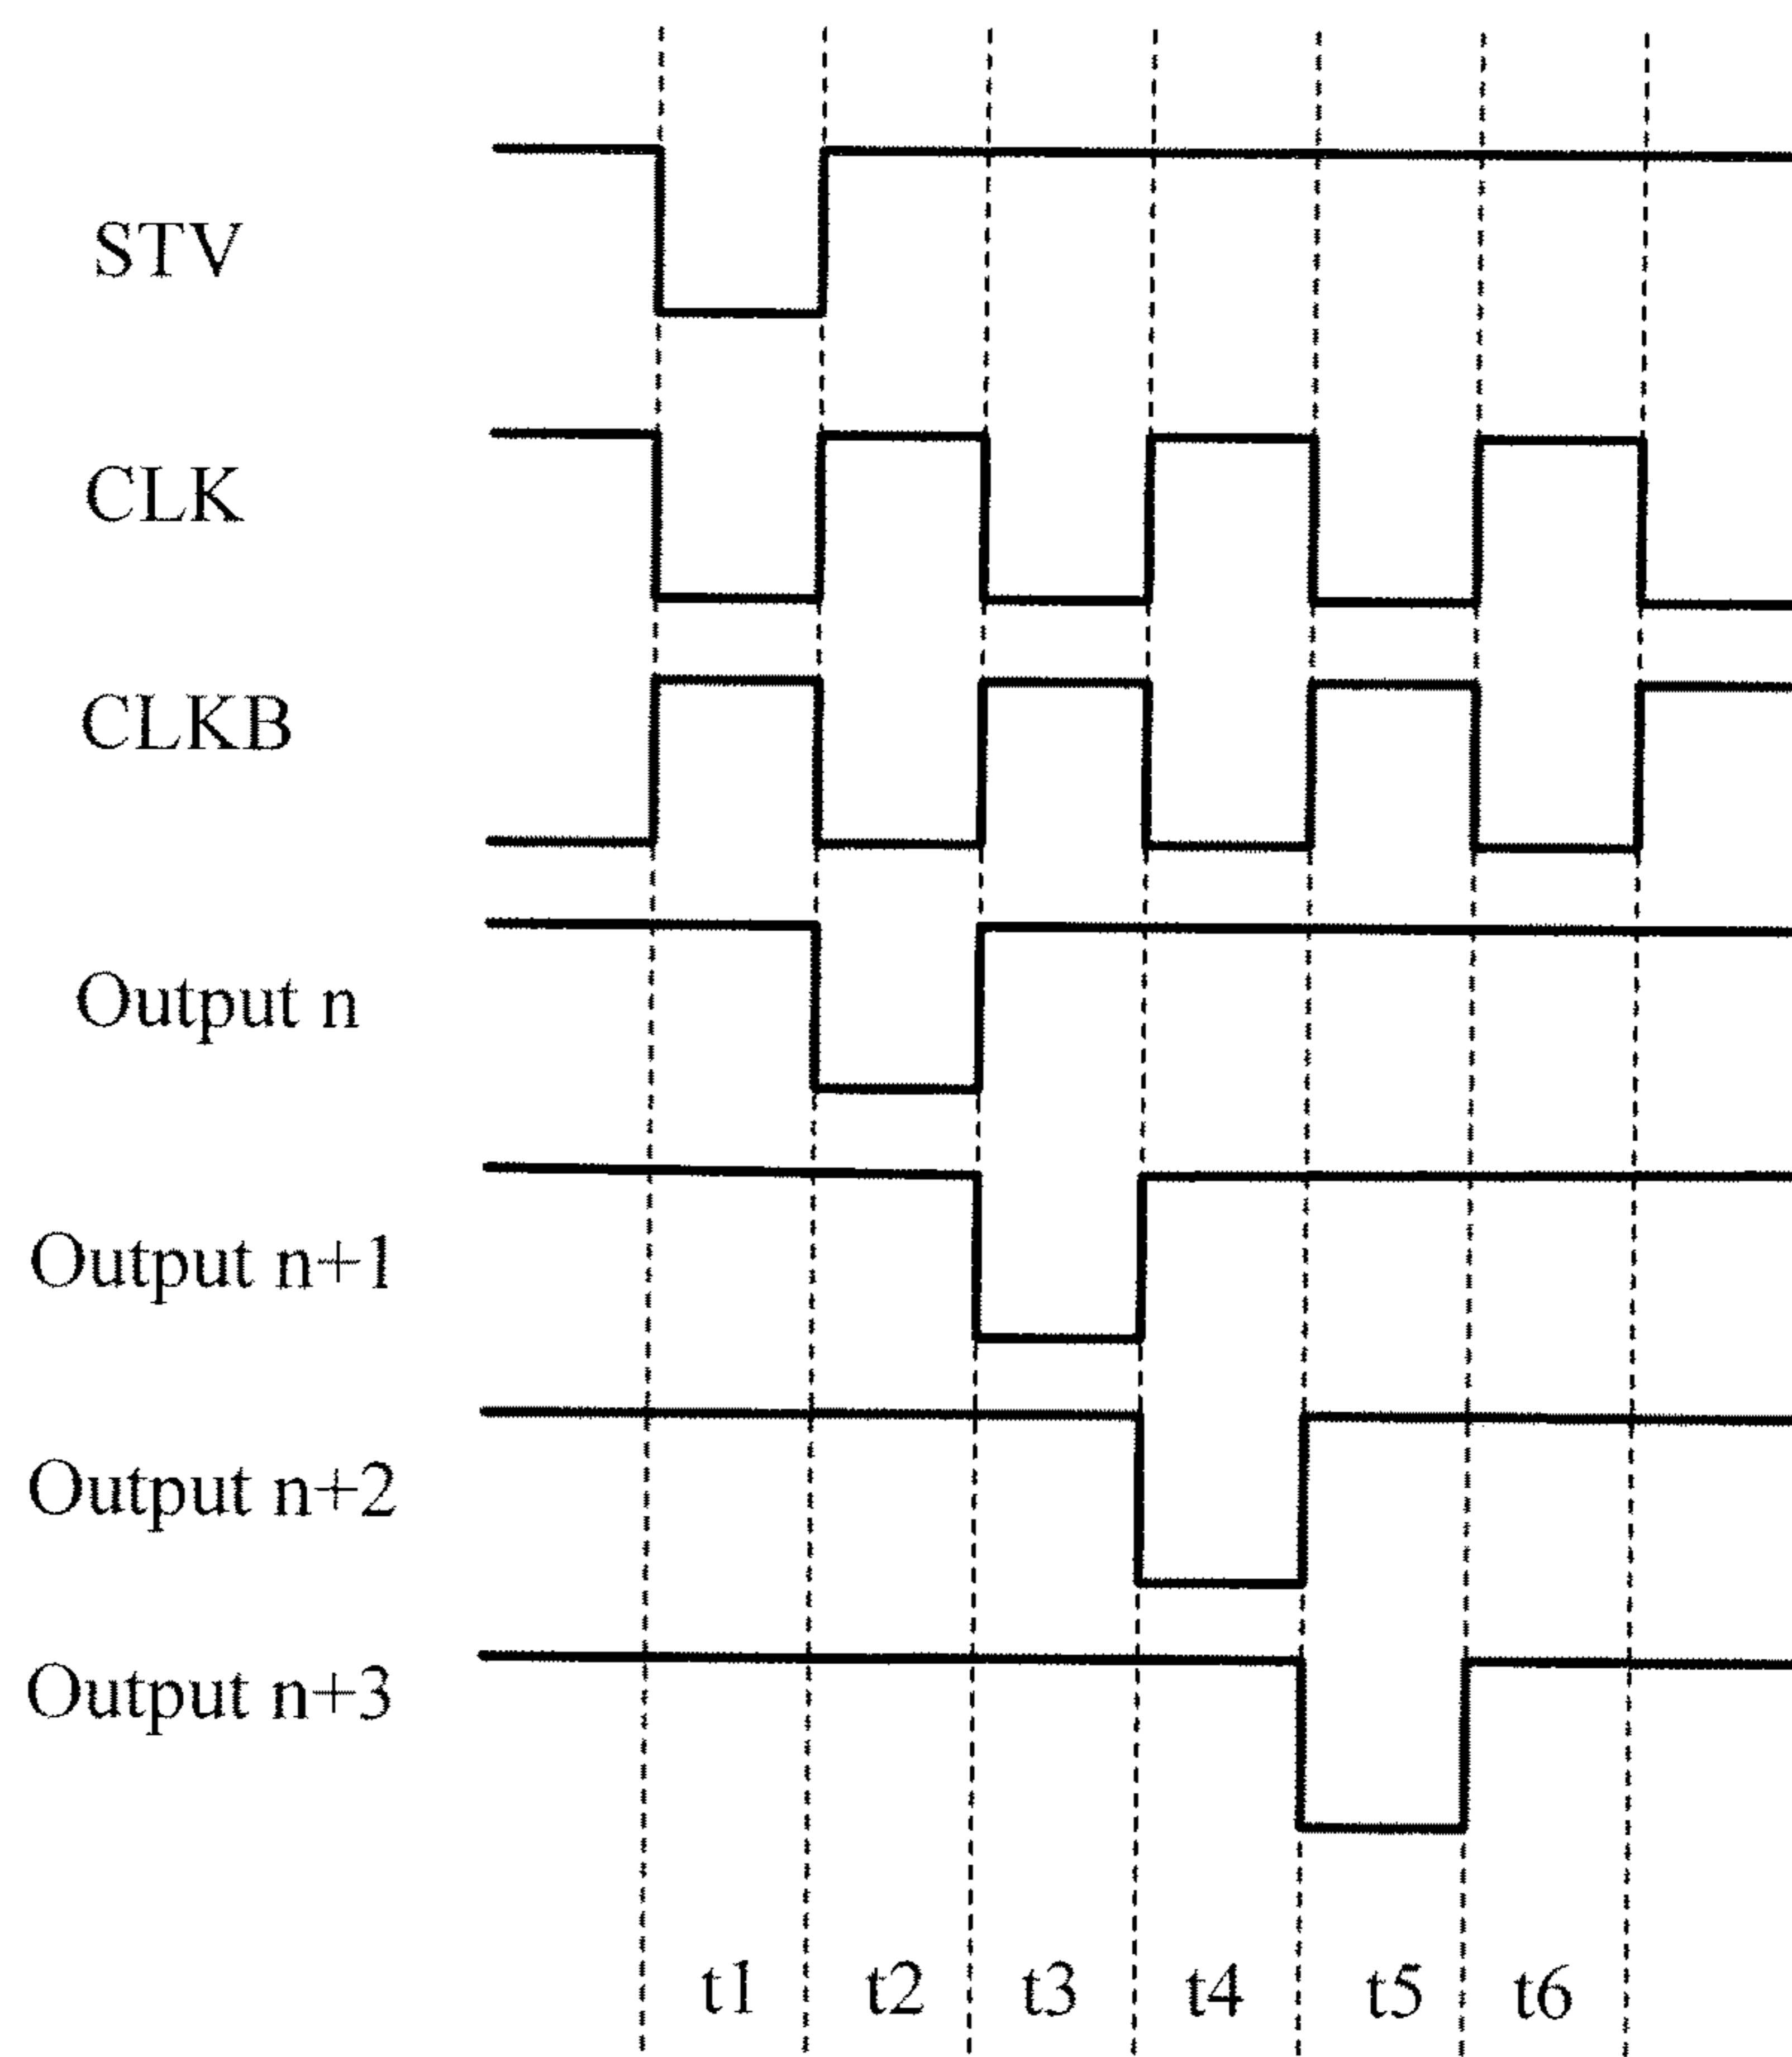 STV
CLK
CLKB
Output n
Output n+1
Output n+2
Output n+3
t1 t2 t3 t4 t5 t6